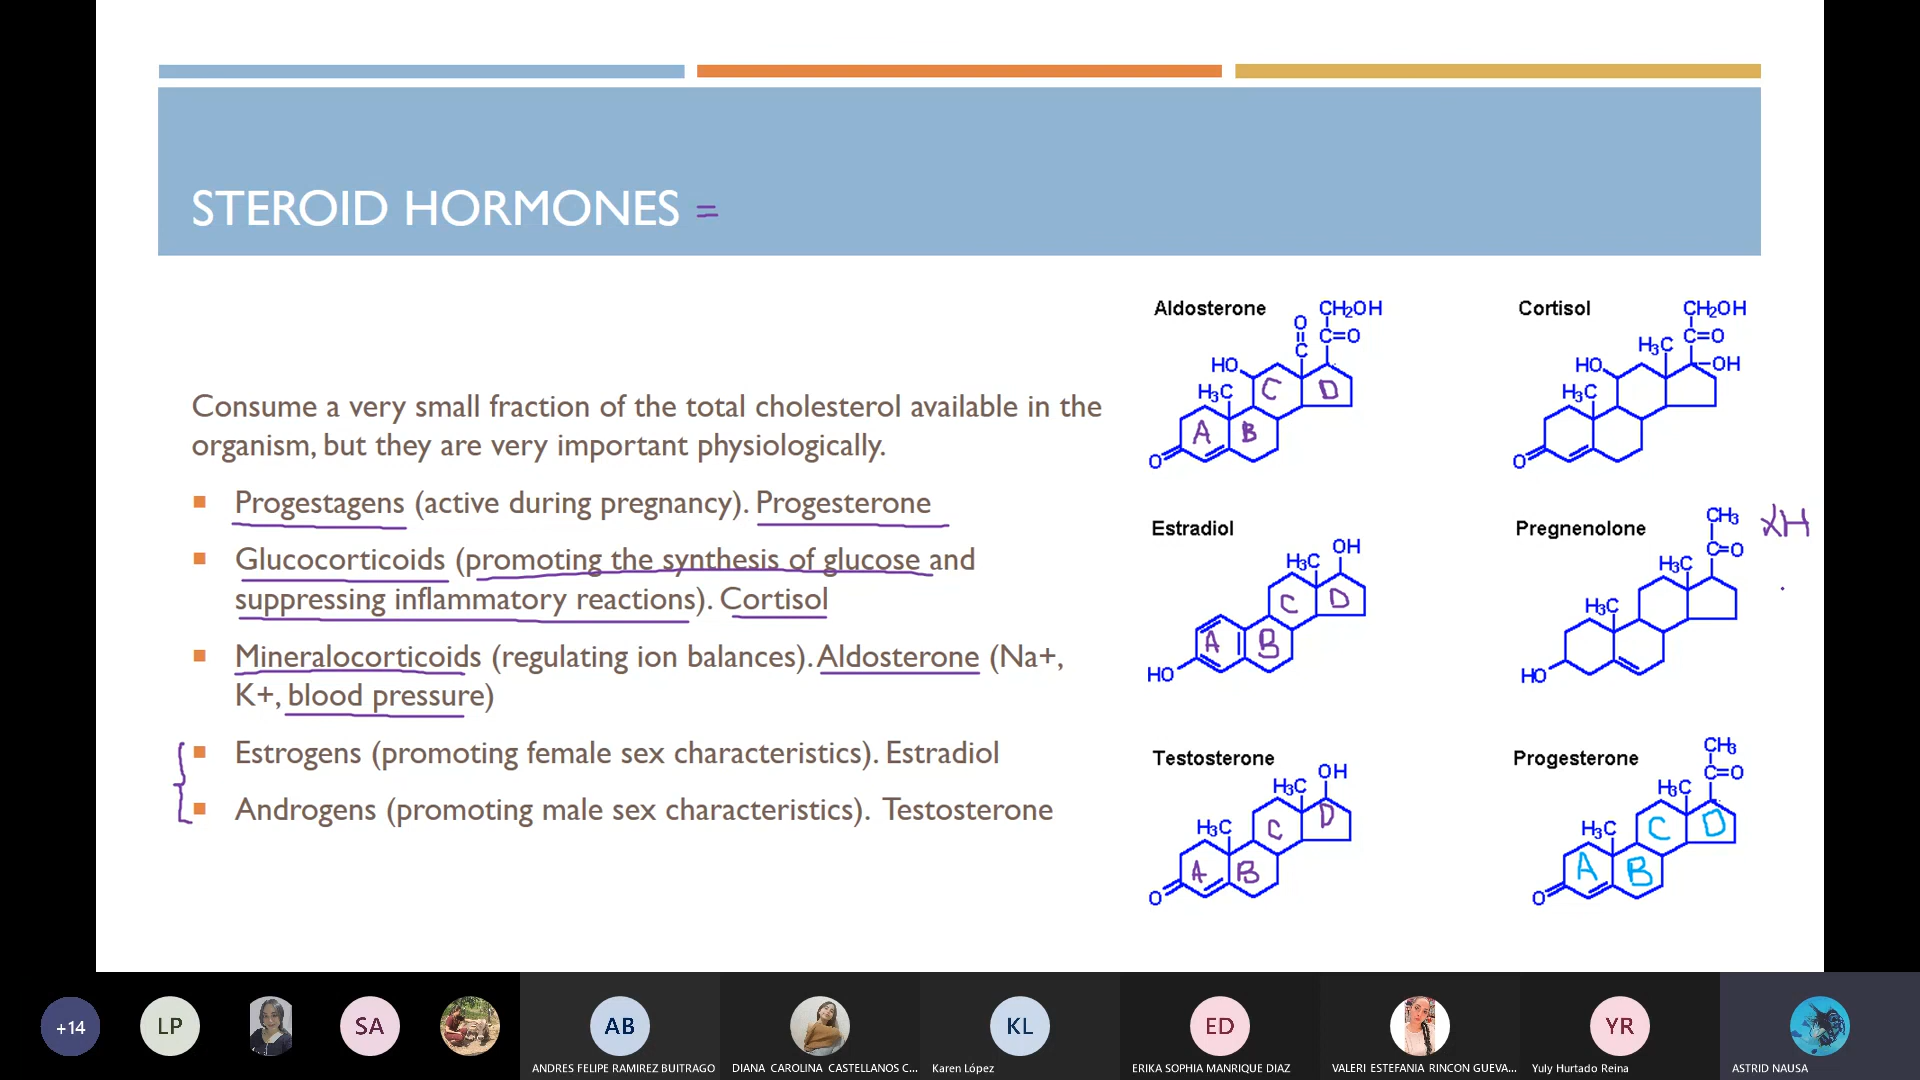 STEROID HORMONES =
Consume a very small fraction of the total cholesterol available in the
organism, but they are very important physiologically.
Progestagens (active during pregnancy). Progesterone
Glucocorticoids (promoting the synthesis of glucose and
suppressing inflammatory reactions). Cortisol
Mineralocorticoids (regulating ion balances). Aldosterone (Na+,
K+, blood pressure)
Estrogens (promoting female sex characteristics). Estradiol
Androgens (promoting male sex characteristics). Testosterone
Aldosterone
CH2OH
O
C=O
C
HO
H3C
C D
A B
O
Cortisol
CH2OH
C=O
H3C
HO
OH
H3C
O
Estradiol
OH
H3C
C D
A B
HO
Pregnenolone
CH3
C=O
H3C
H3C
HO
Testosterone
OH
H3C
D
C
H3C
A B
O
Progesterone
CH3
C=O
H3C
C D
H3C
A B
O
+14
LP
SA
AB
KL
ED
YR
ANDRES FELIPE RAMIREZ BUITRAGO
DIANA CAROLINA CASTELLANOS C...
Karen López
ERIKA SOPHIA MANRIQUE DIAZ
VALERI ESTEFANIA RINCON GUEVA...
Yuly Hurtado Reina
ASTRID NAUSA